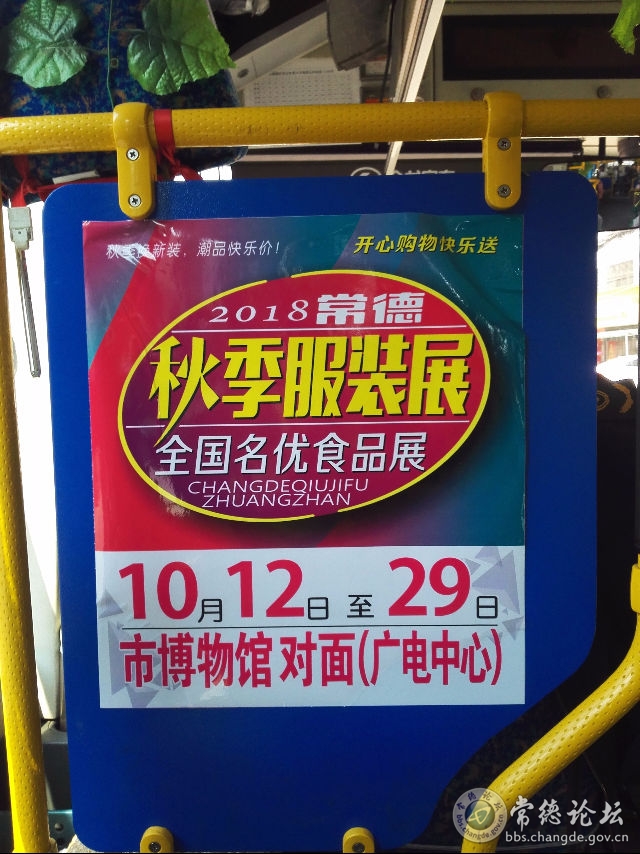 秋季换新装，潮品快乐价！
开心购物快乐送
2018常德
秋季服装展
全国名优食品展
CHANGDEQIUJIFU
ZHUANGZHAN
10月12日至29日
市博物馆 对面(广电中心)
常德论坛
bbs.changde.gov.cn